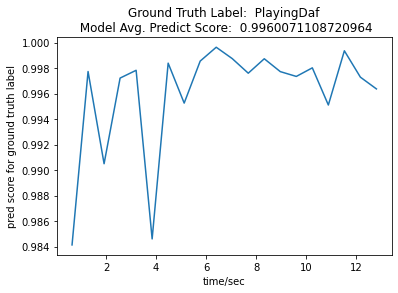 Ground Truth Label:  PlayingDaf
Model Avg. Predict Score:  0.9960071108720964
pred score for ground truth label
1.000
0.998
0.996
0.994
0.992
0.990
0.988
0.986
0.984
2 4 6 8 10 12
time/sec